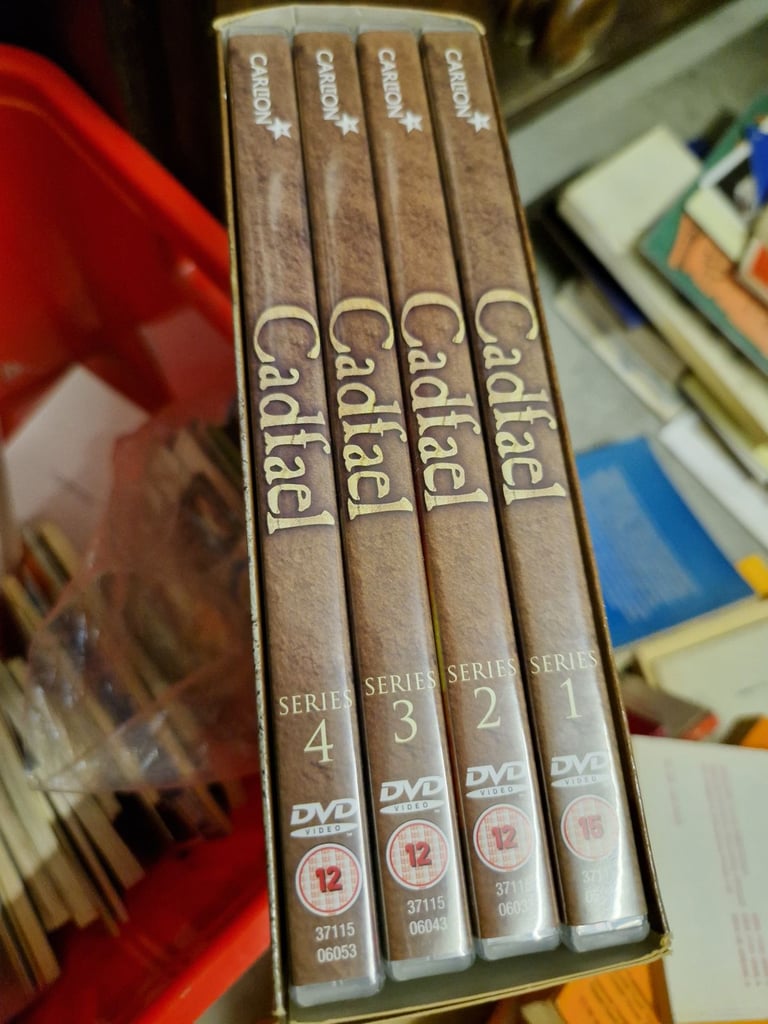 CARLTON
Cadfael
SERIES
4
DVD
VIDEO
12
37115
06053
CARLTON
Cadfael
SERIES
3
DVD
VIDEO
12
37115
06043
CARLTON
Cadfael
SERIES
2
DVD
VIDEO
12
CARLTON
Cadfael
SERIES
1
DVD
VIDEO
15